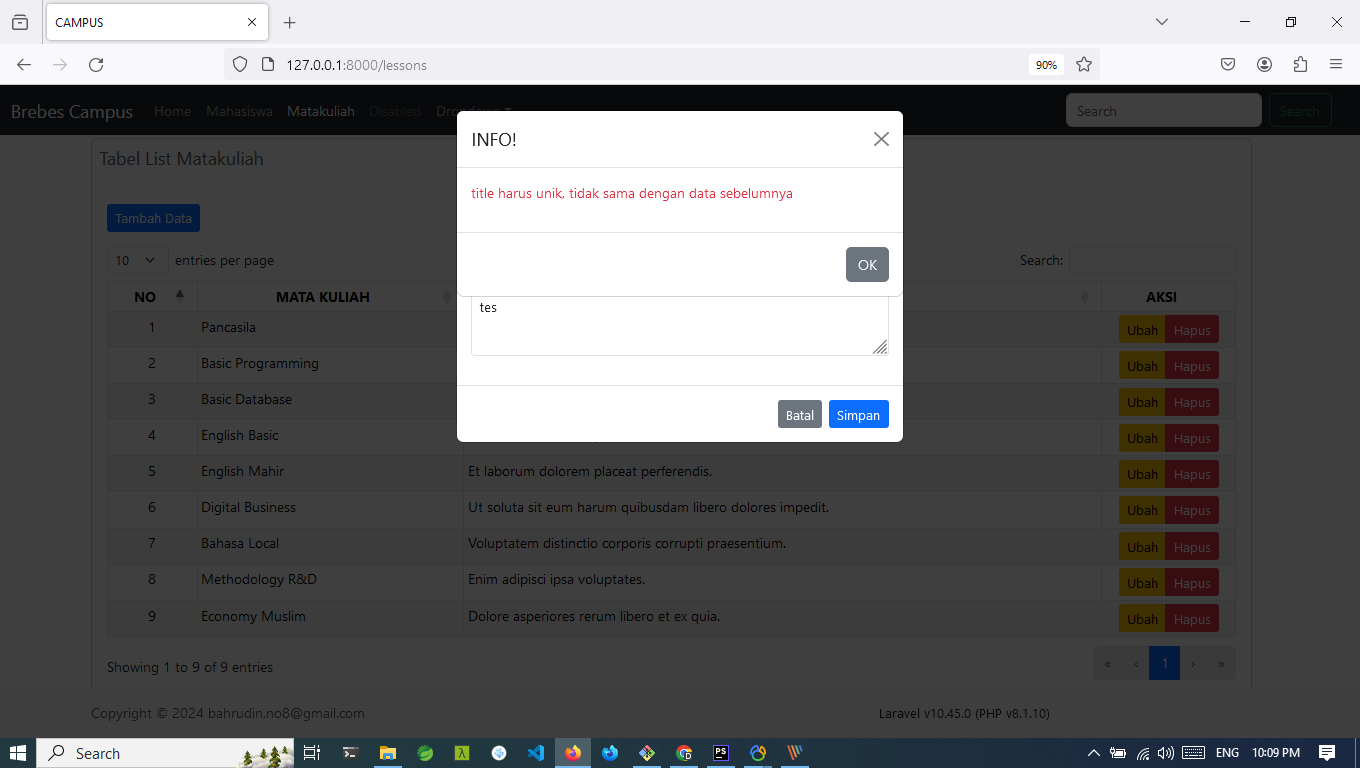 CAMPUS
127.0.0.1:8000/lessons
90%
Brebes Campus Home Mahasiswa Matakuliah Disabled Search Search
INFO!
Tabel List Matakuliah
title harus unik, tidak sama dengan data sebelumnya
Tambah Data
10 entries per page Search:
OK
NO MATA KULIAH AKSI
tes
1 Pancasila Ubah Hapus
2 Basic Programming Ubah Hapus
3 Basic Database Ubah Hapus
Batal Simpan
4 English Basic Ubah Hapus
5 English Mahir Et laborum dolorem placeat perferendis. Ubah Hapus
6 Digital Business Ut soluta sit eum harum quibusdam libero dolores impedit. Ubah Hapus
7 Bahasa Local Voluptatem distinctio corporis corrupti praesentium. Ubah Hapus
8 Methodology R&D Enim adipisci ipsa voluptates. Ubah Hapus
9 Economy Muslim Dolore asperiores rerum libero et ex quia. Ubah Hapus
Showing 1 to 9 of 9 entries « ‹ 1 › »
Copyright © 2024 bahrudin.no8@gmail.com Laravel v10.45.0 (PHP v8.1.10)
Search PS ENG 10:09 PM